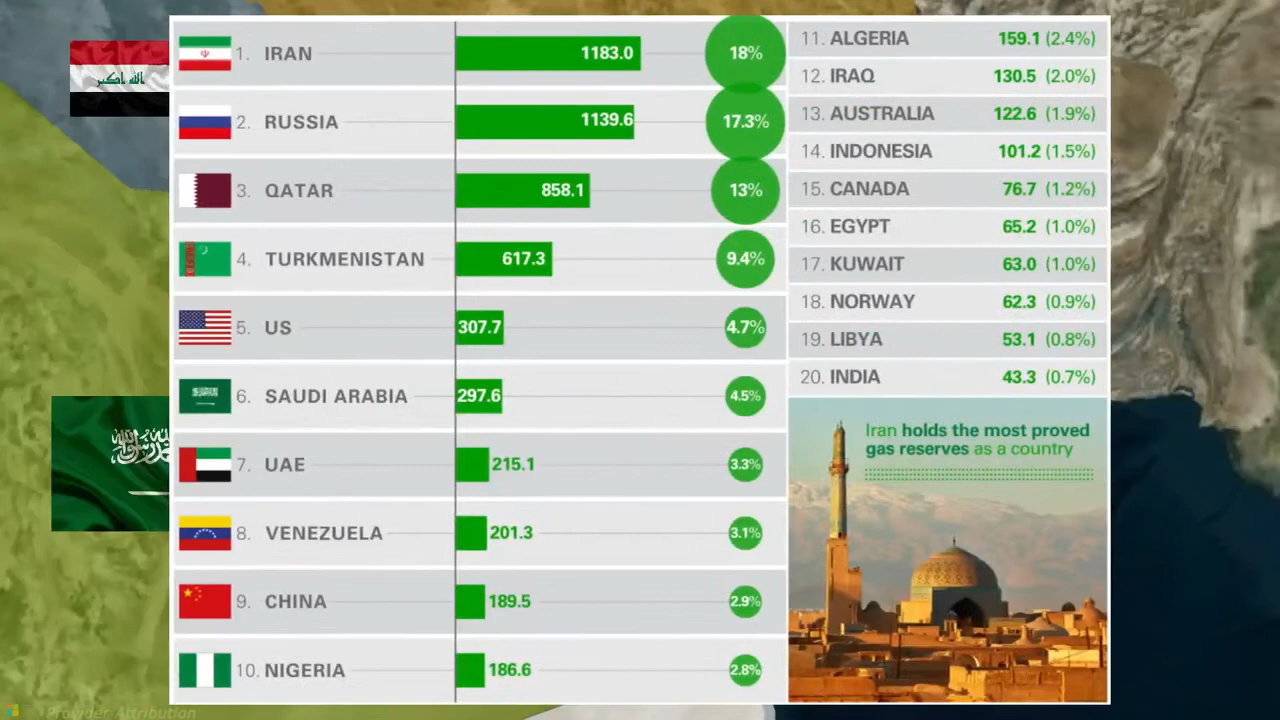 الله اكبر
1. IRAN 1183.0 18%
2. RUSSIA 1139.6 17.3%
3. QATAR 858.1 13%
4. TURKMENISTAN 617.3 9.4%
5. US 307.7 4.7%
6. SAUDI ARABIA 297.6 4.5%
7. UAE 215.1 3.3%
8. VENEZUELA 201.3 3.1%
9. CHINA 189.5 2.9%
10. NIGERIA 186.6 2.8%
11. ALGERIA 159.1 (2.4%)
12. IRAQ 130.5 (2.0%)
13. AUSTRALIA 122.6 (1.9%)
14. INDONESIA 101.2 (1.5%)
15. CANADA 76.7 (1.2%)
16. EGYPT 65.2 (1.0%)
17. KUWAIT 63.0 (1.0%)
18. NORWAY 62.3 (0.9%)
19. LIBYA 53.1 (0.8%)
20. INDIA 43.3 (0.7%)
Iran holds the most proved
gas reserves as a country
Provider Attribution